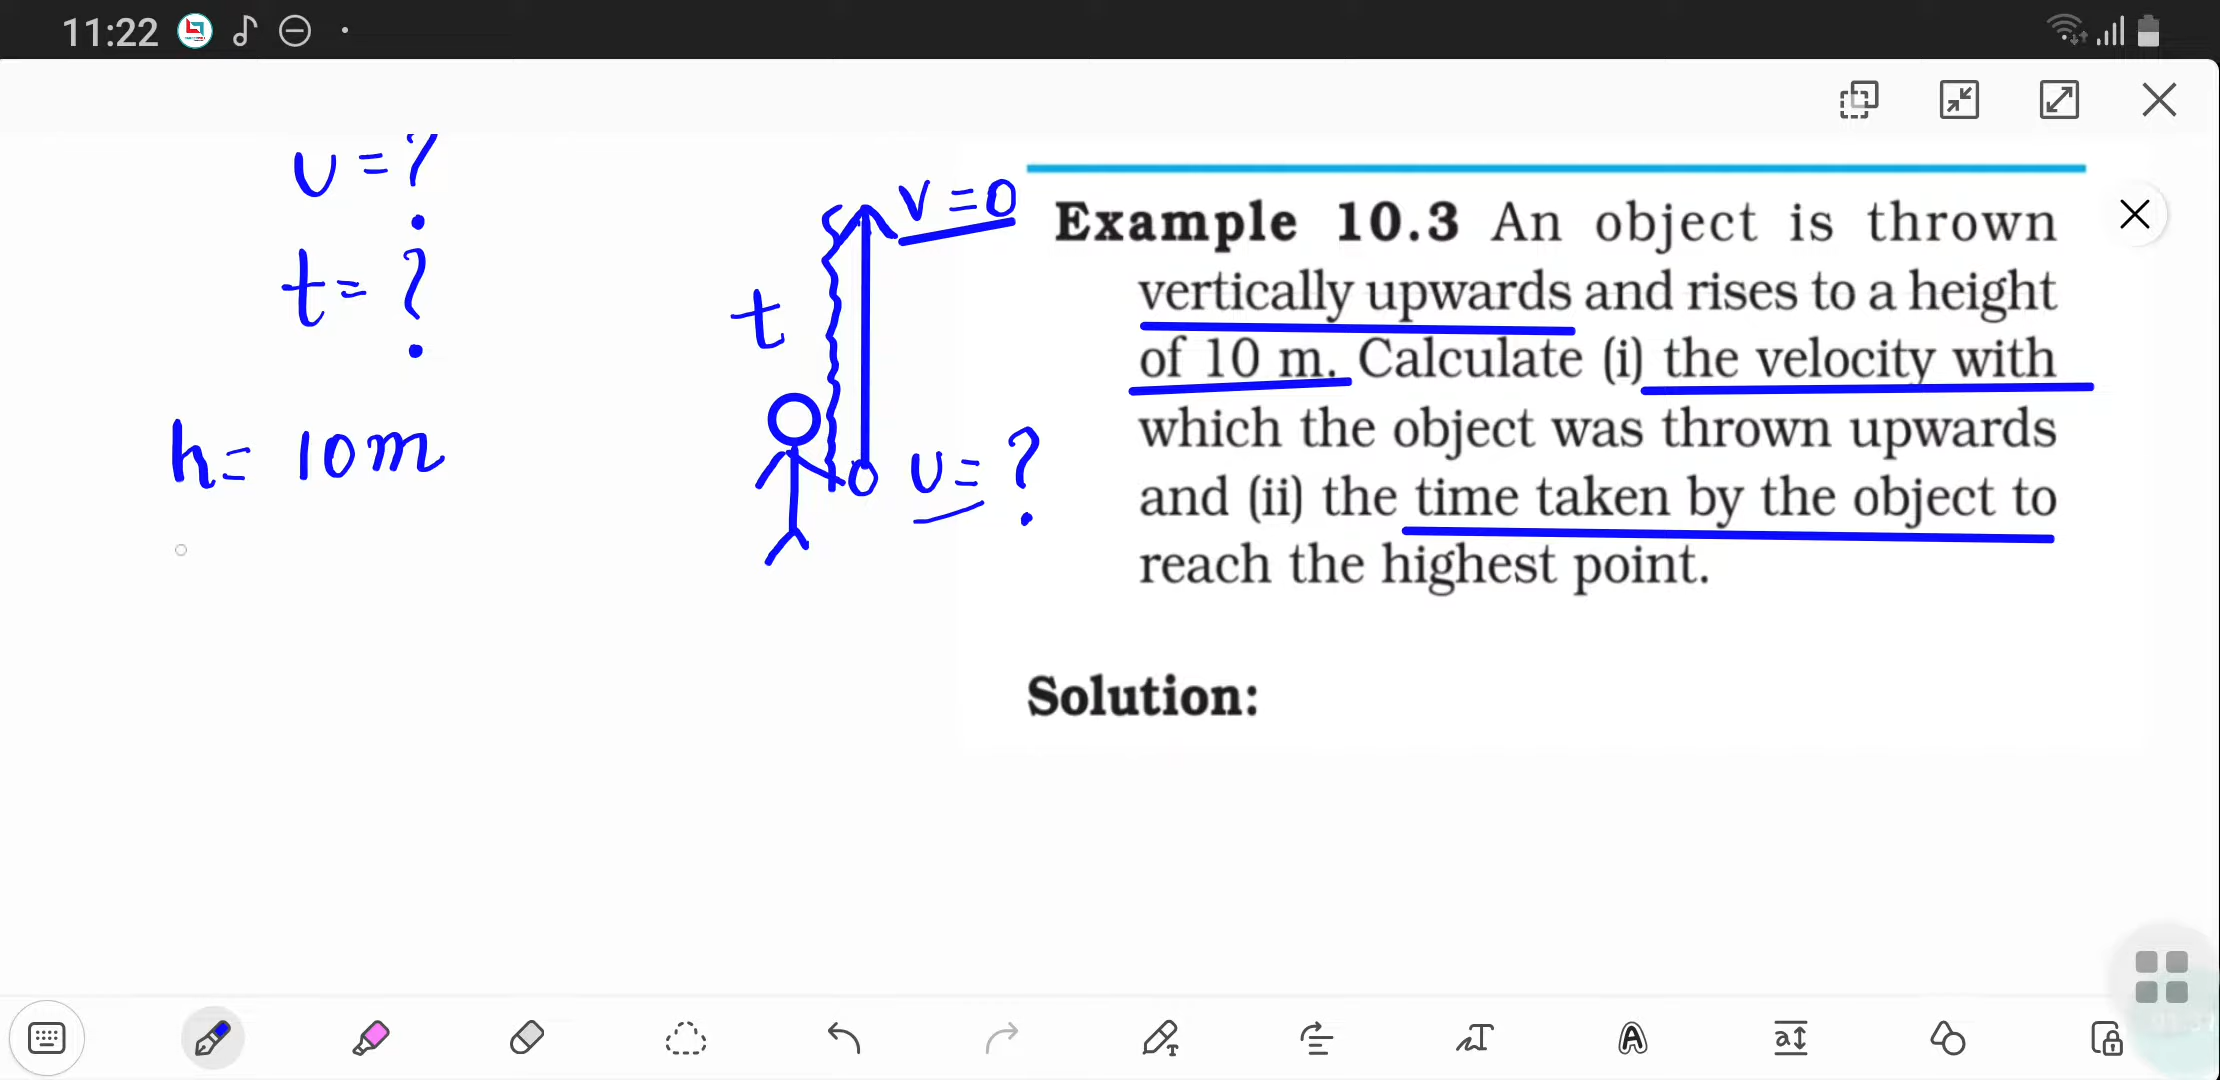 11:22
u = ?
t = ?
h = 10 m
t
v = 0
u = ?
Example 10.3 An object is thrown
vertically upwards and rises to a height
of 10 m. Calculate (i) the velocity with
which the object was thrown upwards
and (ii) the time taken by the object to
reach the highest point.
Solution: